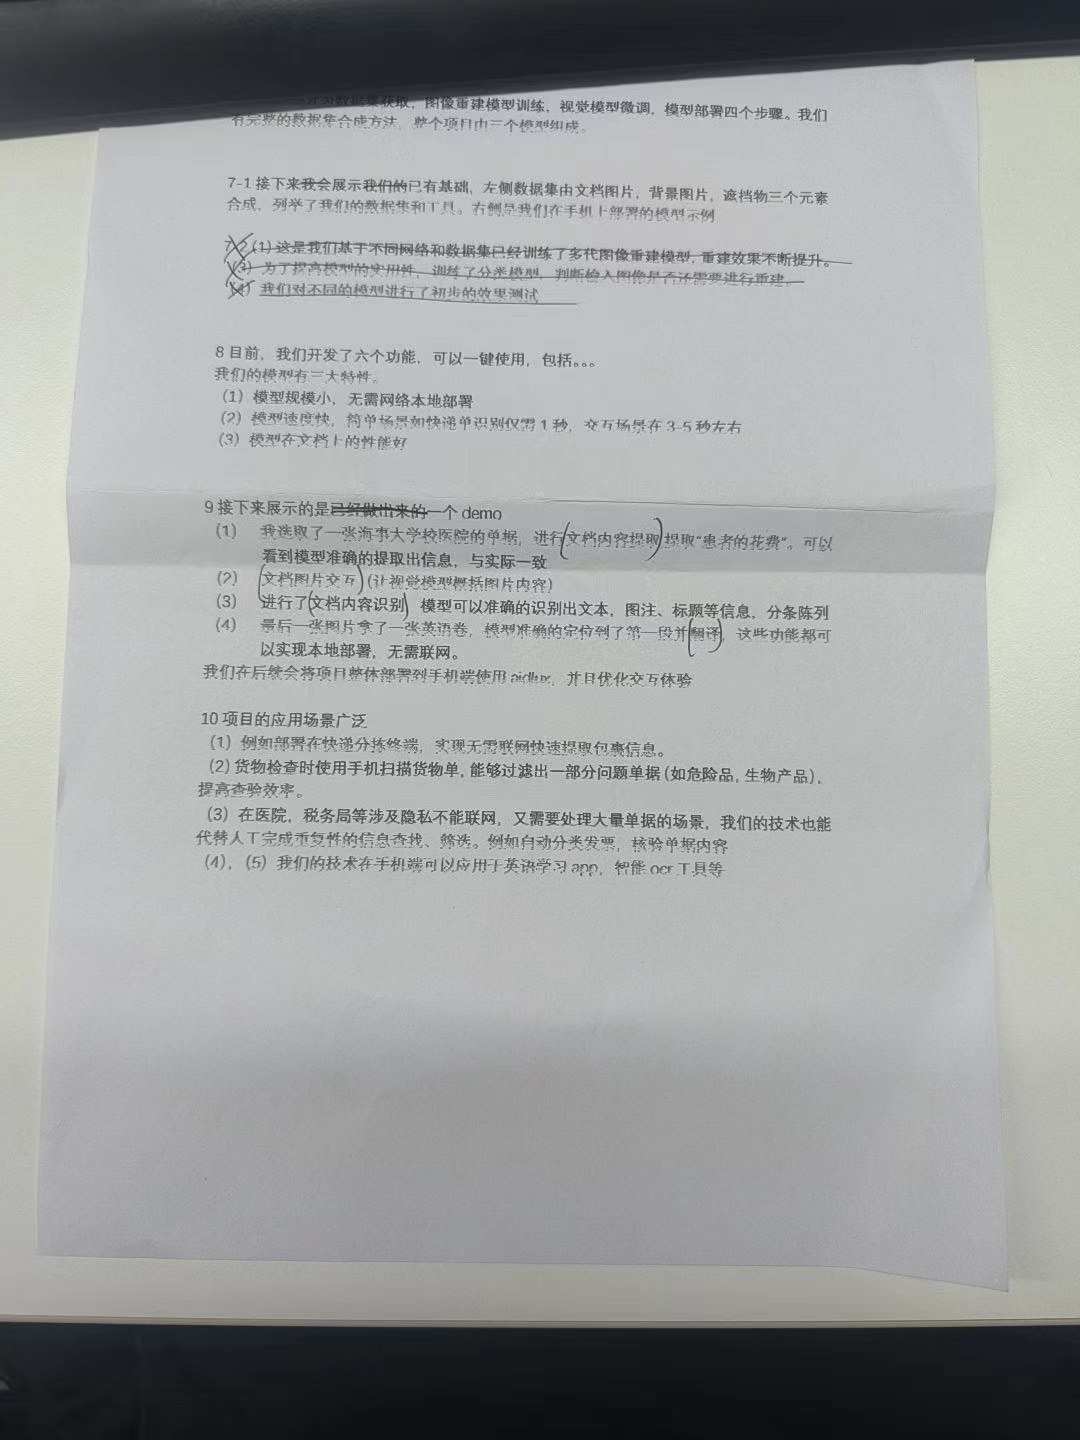 数据集获取，图像重建模型训练，视觉模型微调，模型部署四个步骤。我们
有完整的数据集合成方法，整个项目由三个模型组成。
7-1 接下来我会展示我们的已有基础，左侧数据集由文档图片，背景图片，遮挡物三个元素
合成，列举了我们的数据集和工具。右侧是我们在手机上部署的模型示例
7-2 (1) 这是我们基于不同网络和数据集已经训练了多代图像重建模型，重建效果不断提升。
(3) 为了提高模型的实用性，训练了分类模型，判断输入图像是否还需要进行重建。
(4) 我们对不同的模型进行了初步的效果测试
8 目前，我们开发了六个功能，可以一键使用，包括。。。
我们的模型有三大特性。
（1）模型规模小，无需网络本地部署
（2）模型速度快，简单场景如快递单识别仅需 1 秒，交互场景在 3-5 秒左右
（3）模型在文档上的性能好
9 接下来展示的是已经做出来的一个 demo
（1） 我选取了一张海事大学校医院的单据，进行(文档内容提取)提取“患者的花费”。可以
看到模型准确的提取出信息，与实际一致
（2） (文档图片交互)（让视觉模型概括图片内容）
（3） 进行了(文档内容识别) 模型可以准确的识别出文本，图注、标题等信息，分条陈列
（4） 最后一张图片拿了一张英语卷，模型准确的定位到了第一段并(翻译)，这些功能都可
以实现本地部署，无需联网。
我们在后续会将项目整体部署到手机端使用 aidlux，并且优化交互体验
10 项目的应用场景广泛
（1）例如部署在快递分拣终端，实现无需联网快速提取包裹信息。
（2）货物检查时使用手机扫描货物单，能够过滤出一部分问题单据（如危险品，生物产品），
提高查验效率。
（3）在医院，税务局等涉及隐私不能联网，又需要处理大量单据的场景，我们的技术也能
代替人工完成重复性的信息查找、筛选。例如自动分类发票，核验单据内容
（4），（5）我们的技术在手机端可以应用于英语学习 app，智能 ocr 工具等